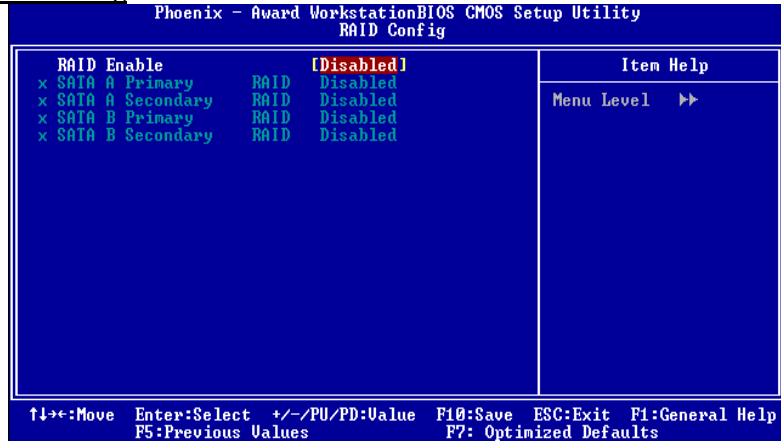 Phoenix - Award WorkstationBIOS CMOS Setup Utility
RAID Config
RAID Enable [Disabled]
x SATA A Primary RAID Disabled
x SATA A Secondary RAID Disabled
x SATA B Primary RAID Disabled
x SATA B Secondary RAID Disabled
Item Help
Menu Level ►►
↑↓→←:Move Enter:Select +/-/PU/PD:Value F10:Save ESC:Exit F1:General Help
F5:Previous Values F7: Optimized Defaults